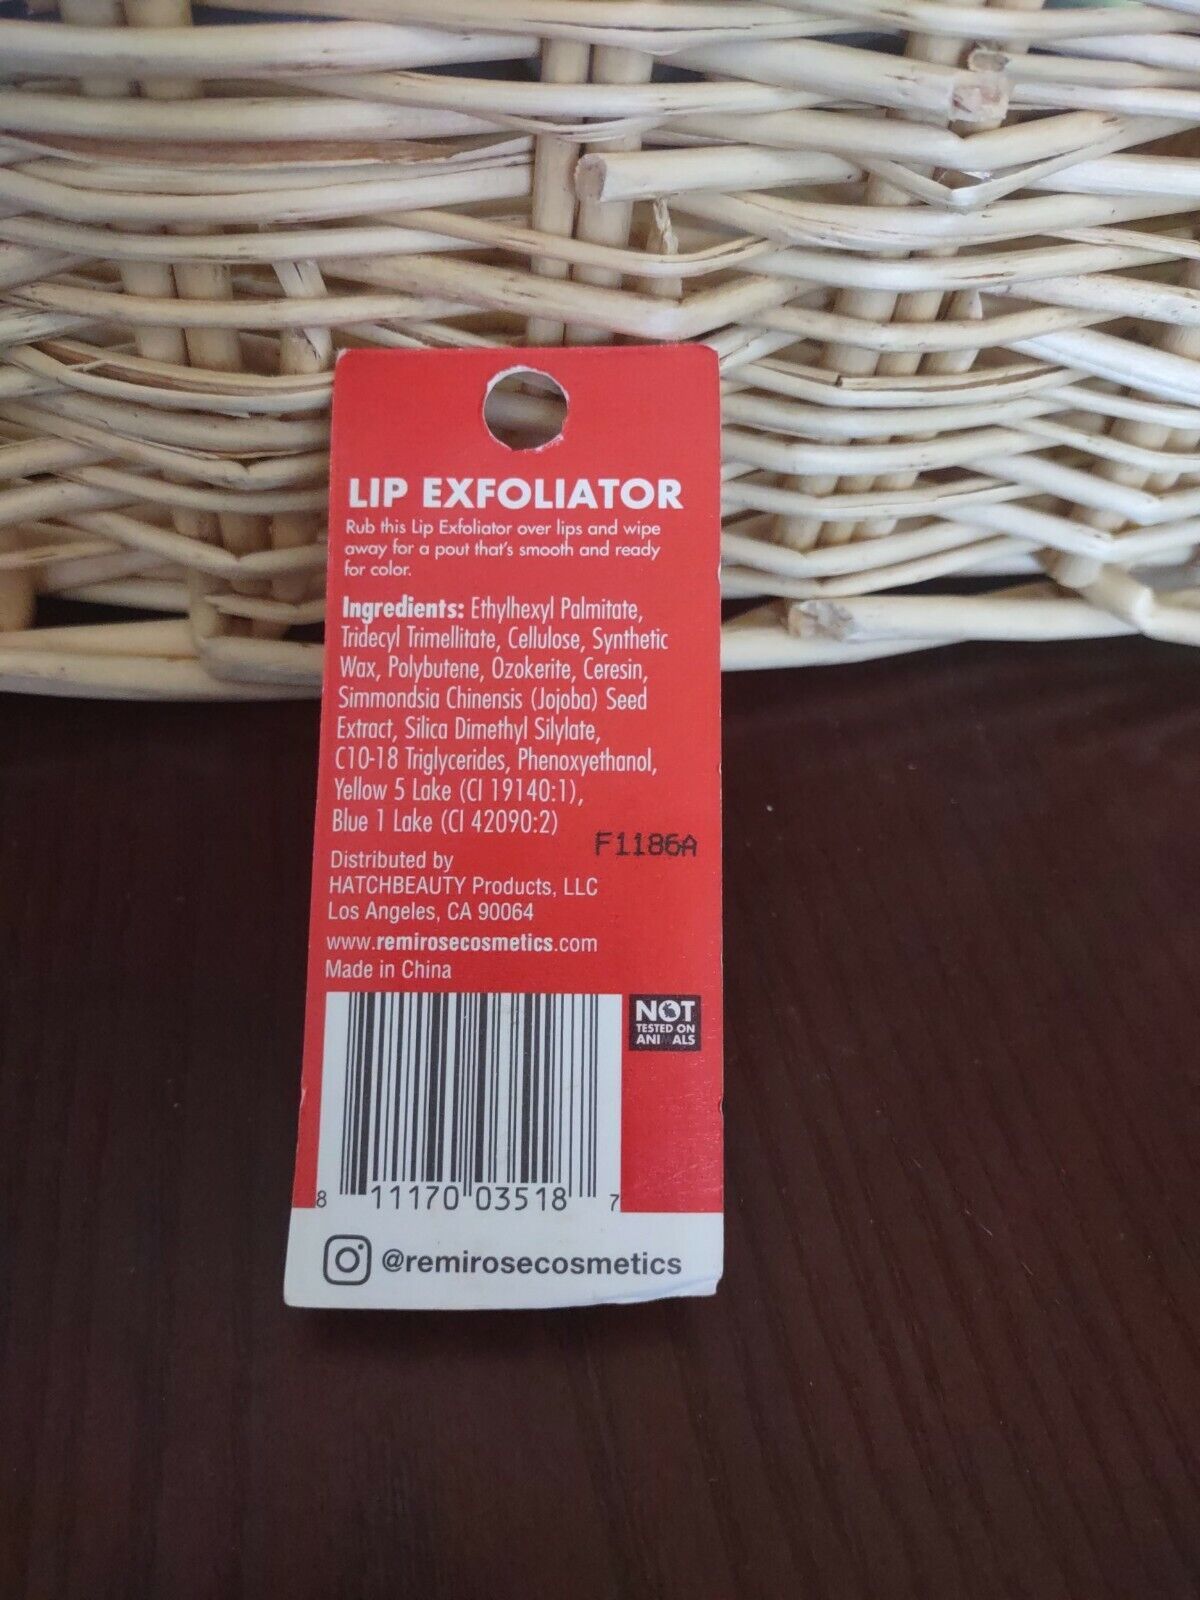 LIP EXFOLIATOR
Rub this Lip Exfoliator over lips and wipe
away for a pout that's smooth and ready
for color.
Ingredients: Ethylhexyl Palmitate,
Tridecyl Trimellitate, Cellulose, Synthetic
Wax, Polybutene, Ozokerite, Ceresin,
Simmondsia Chinensis (Jojoba) Seed
Extract, Silica Dimethyl Silylate,
C10-18 Triglycerides, Phenoxyethanol,
Yellow 5 Lake (CI 19140:1),
Blue 1 Lake (CI 42090:2)
F1186A
Distributed by
HATCHBEAUTY Products, LLC
Los Angeles, CA 90064
www.remirosecosmetics.com
Made in China
NOT
TESTED ON
ANIMALS
8 11170 03518 7
@remirosecosmetics